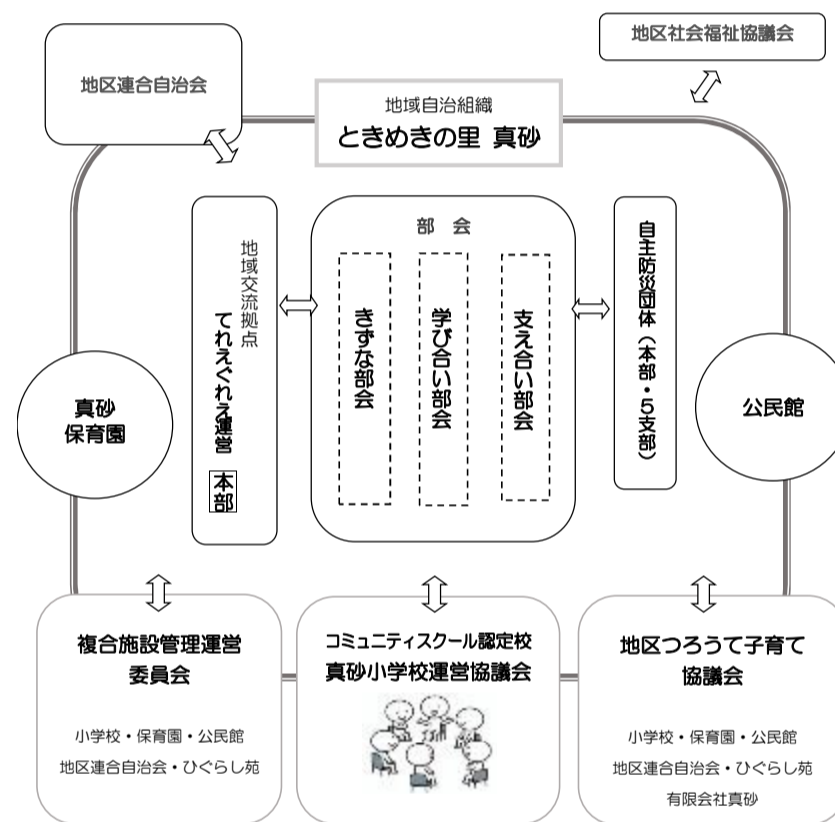 地区連合自治会
地区社会福祉協議会
地域自治組織
ときめきの里 真砂
地域交流拠点
てれえぐれえ運営 本部
部 会
きずな部会
学び合い部会
支え合い部会
自主防災団体（本部・5支部）
真砂
保育園
公民館
複合施設管理運営
委員会
小学校・保育園・公民館
地区連合自治会・ひぐらし苑
コミュニティスクール認定校
真砂小学校運営協議会
地区つろうて子育て
協議会
小学校・保育園・公民館
地区連合自治会・ひぐらし苑
有限会社真砂